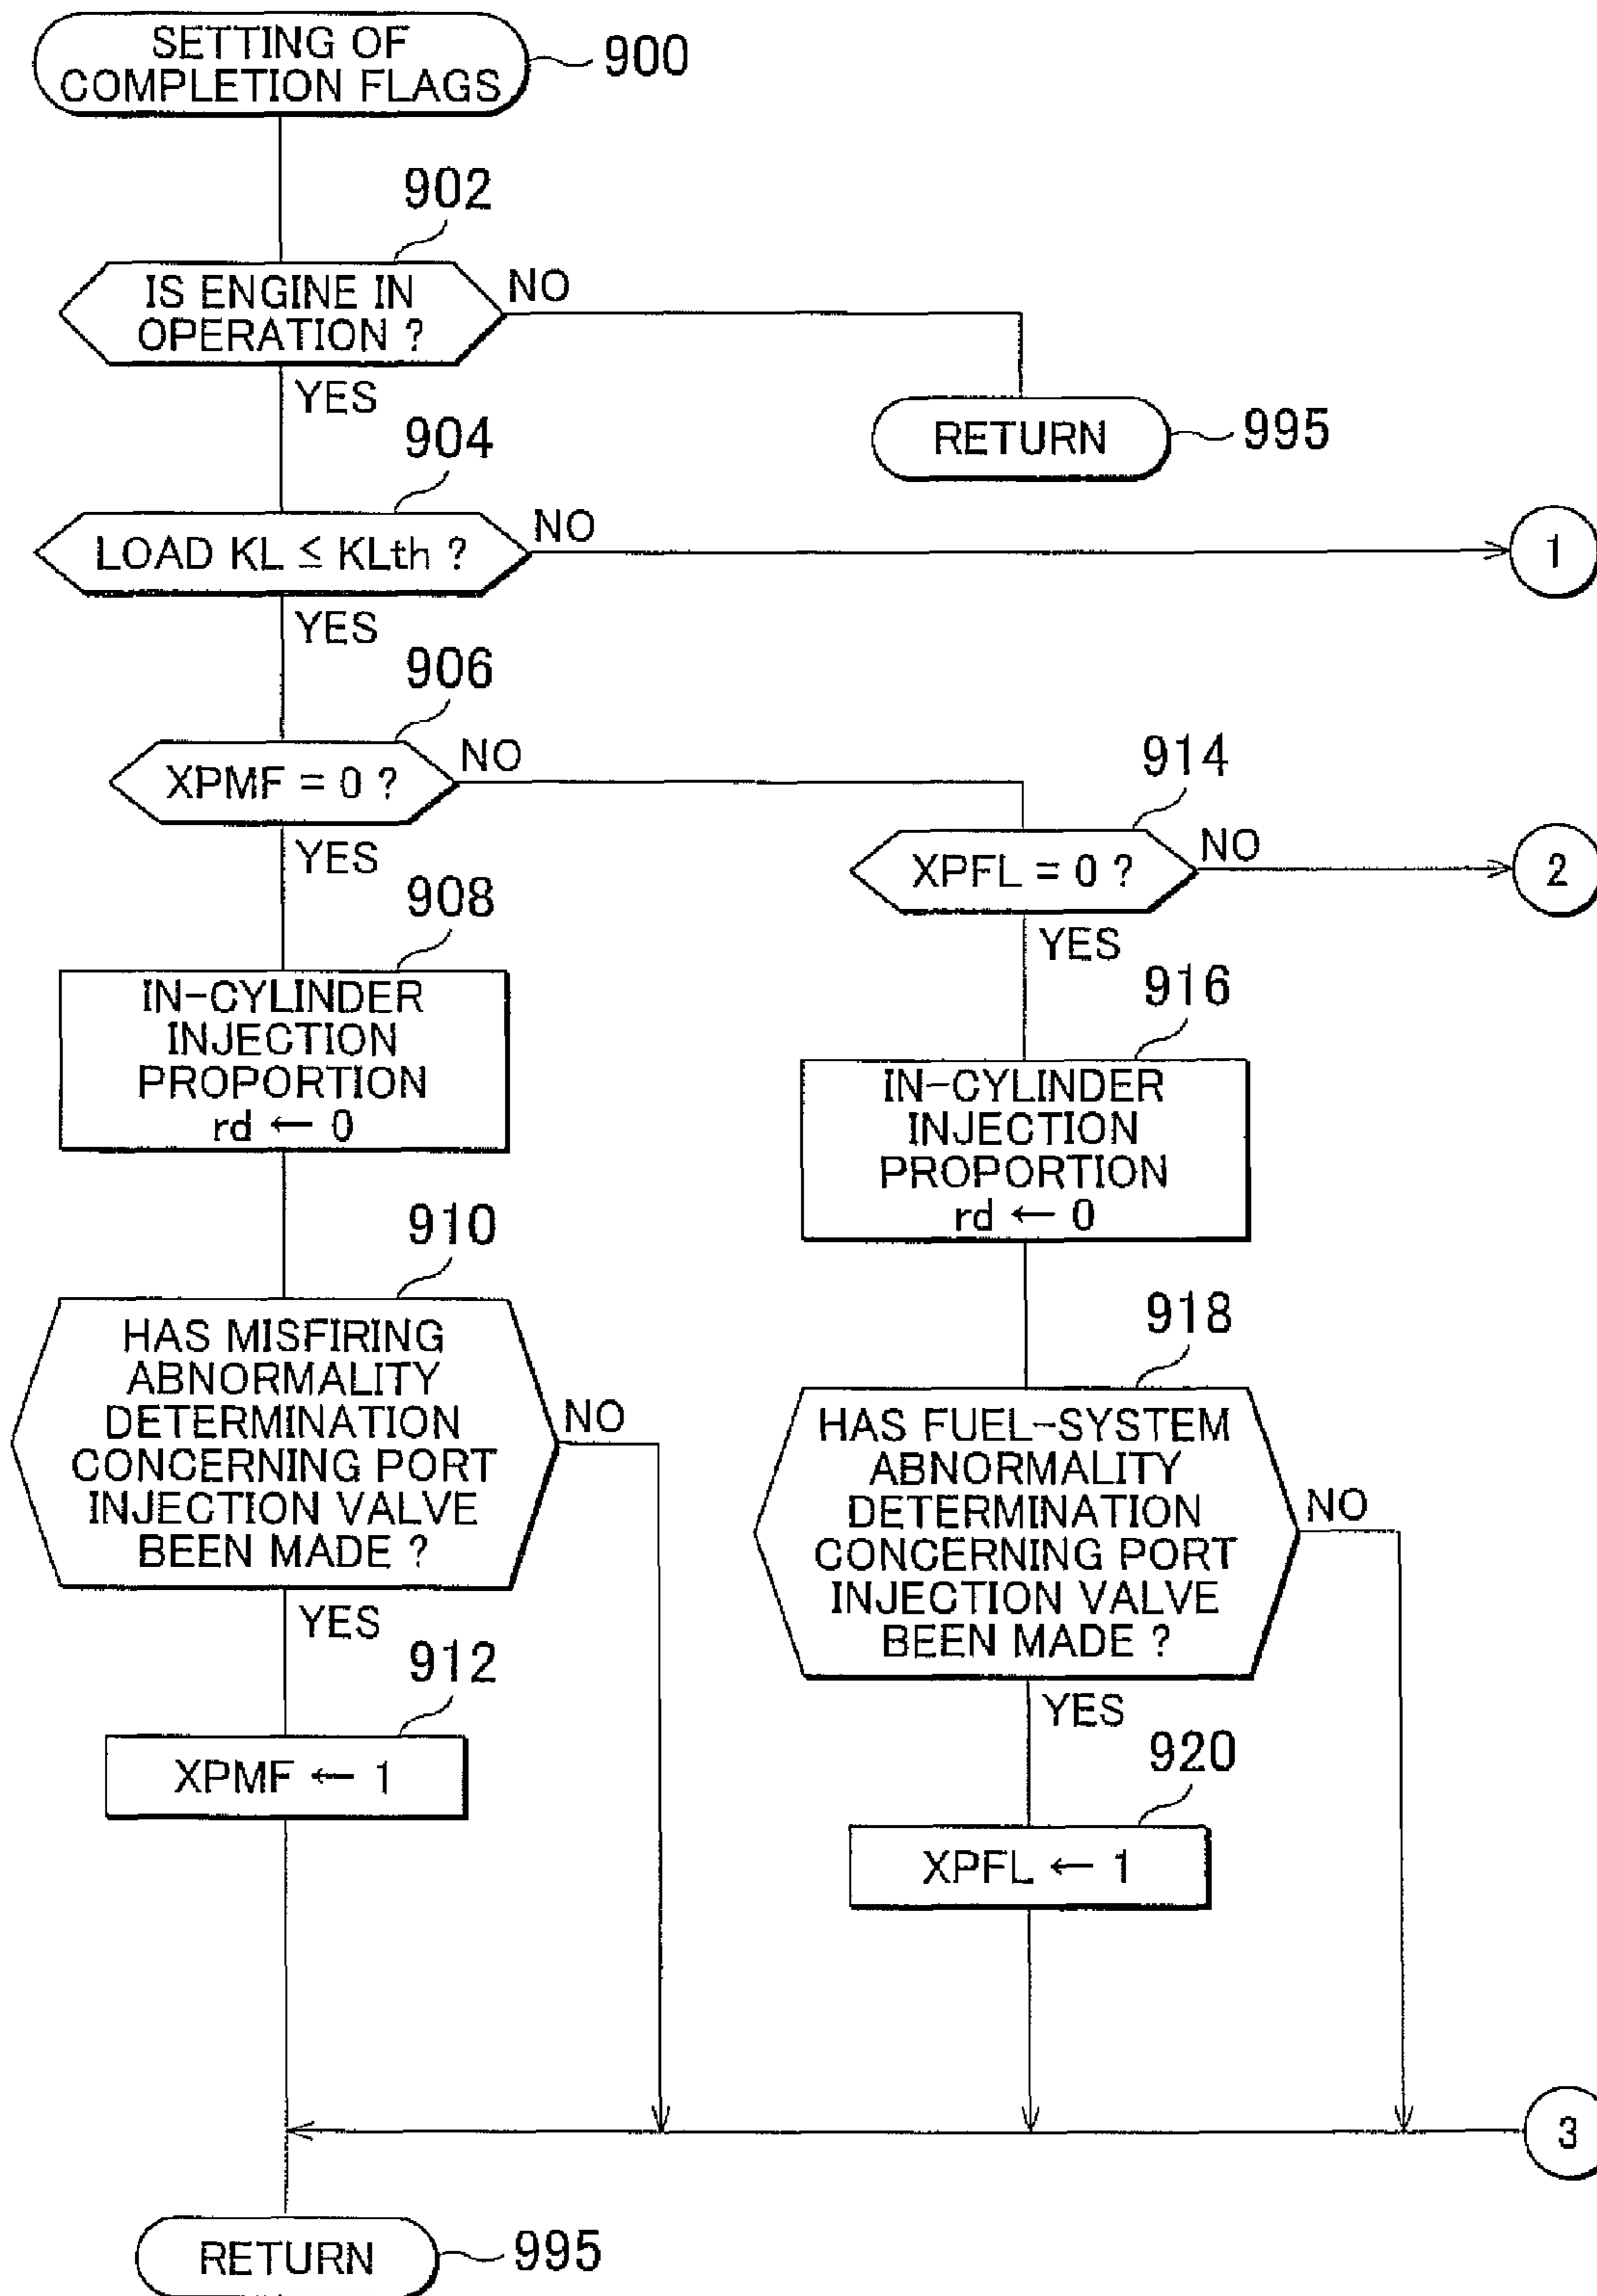 SETTING OF
COMPLETION FLAGS
900
902
IS ENGINE IN
OPERATION ?
NO
YES
RETURN
995
904
LOAD KL ≤ KLth ?
NO
1
YES
906
XPMF = 0 ?
NO
YES
914
XPFL = 0 ?
NO
2
YES
908
IN-CYLINDER
INJECTION
PROPORTION
rd ← 0
916
IN-CYLINDER
INJECTION
PROPORTION
rd ← 0
910
HAS MISFIRING
ABNORMALITY
DETERMINATION
CONCERNING PORT
INJECTION VALVE
BEEN MADE ?
NO
YES
918
HAS FUEL-SYSTEM
ABNORMALITY
DETERMINATION
CONCERNING PORT
INJECTION VALVE
BEEN MADE ?
NO
YES
912
XPMF ← 1
920
XPFL ← 1
3
RETURN
995